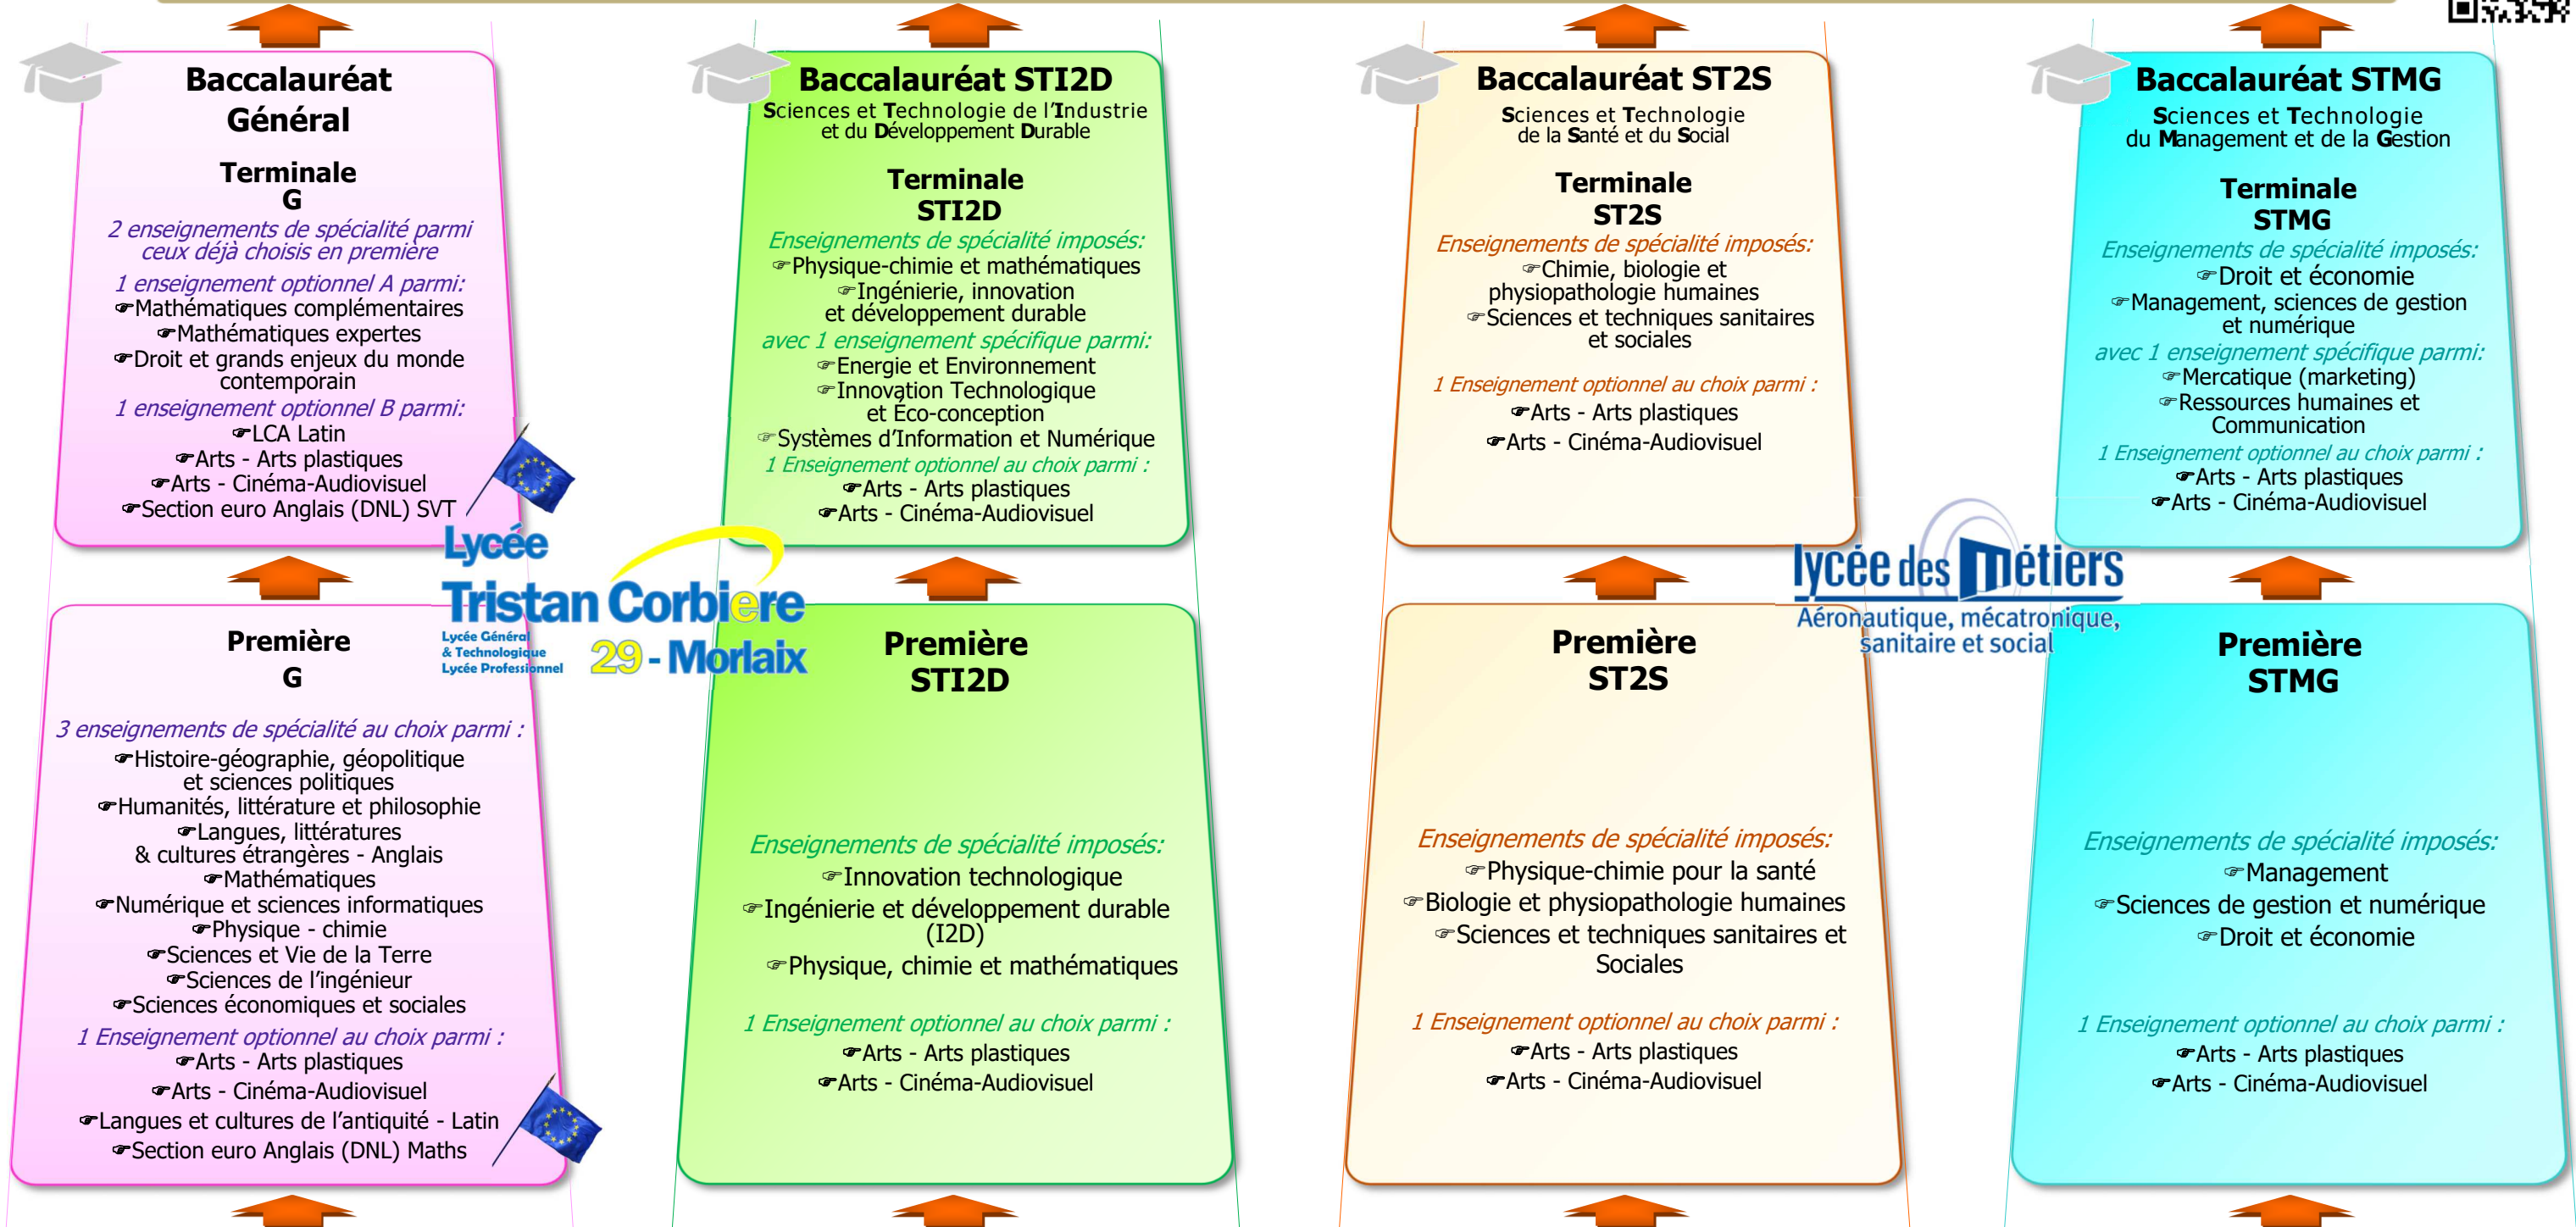 Baccalauréat
Général
Terminale
G
2 enseignements de spécialité parmi
ceux déjà choisis en première
1 enseignement optionnel A parmi:
☞Mathématiques complémentaires
☞Mathématiques expertes
☞Droit et grands enjeux du monde
contemporain
1 enseignement optionnel B parmi:
☞LCA Latin
☞Arts - Arts plastiques
☞Arts - Cinéma-Audiovisuel
☞Section euro Anglais (DNL) SVT
Première
G
3 enseignements de spécialité au choix parmi :
☞Histoire-géographie, géopolitique
et sciences politiques
☞Humanités, littérature et philosophie
☞Langues, littératures
& cultures étrangères - Anglais
☞Mathématiques
☞Numérique et sciences informatiques
☞Physique - chimie
☞Sciences et Vie de la Terre
☞Sciences de l'ingénieur
☞Sciences économiques et sociales
1 Enseignement optionnel au choix parmi :
☞Arts - Arts plastiques
☞Arts - Cinéma-Audiovisuel
☞Langues et cultures de l'antiquité - Latin
☞Section euro Anglais (DNL) Maths
Lycée
Tristan Corbiere
Lycée Général
& Technologique
Lycée Professionnel
29 - Morlaix
Baccalauréat STI2D
Sciences et Technologie de l'Industrie
et du Développement Durable
Terminale
STI2D
Enseignements de spécialité imposés:
☞Physique-chimie et mathématiques
☞Ingénierie, innovation
et développement durable
avec 1 enseignement spécifique parmi:
☞Energie et Environnement
☞Innovation Technologique
et Éco-conception
☞Systèmes d'Information et Numérique
1 Enseignement optionnel au choix parmi :
☞Arts - Arts plastiques
☞Arts - Cinéma-Audiovisuel
Première
STI2D
Enseignements de spécialité imposés:
☞Innovation technologique
☞Ingénierie et développement durable
(I2D)
☞Physique, chimie et mathématiques
1 Enseignement optionnel au choix parmi :
☞Arts - Arts plastiques
☞Arts - Cinéma-Audiovisuel
Baccalauréat ST2S
Sciences et Technologie
de la Santé et du Social
Terminale
ST2S
Enseignements de spécialité imposés:
☞Chimie, biologie et
physiopathologie humaines
☞Sciences et techniques sanitaires
et sociales
1 Enseignement optionnel au choix parmi :
☞Arts - Arts plastiques
☞Arts - Cinéma-Audiovisuel
Première
ST2S
Enseignements de spécialité imposés:
☞Physique-chimie pour la santé
☞Biologie et physiopathologie humaines
☞Sciences et techniques sanitaires et
Sociales
1 Enseignement optionnel au choix parmi :
☞Arts - Arts plastiques
☞Arts - Cinéma-Audiovisuel
lycée des métiers
Aéronautique, mécatronique,
sanitaire et social
Baccalauréat STMG
Sciences et Technologie
du Management et de la Gestion
Terminale
STMG
Enseignements de spécialité imposés:
☞Droit et économie
☞Management, sciences de gestion
et numérique
avec 1 enseignement spécifique parmi:
☞Mercatique (marketing)
☞Ressources humaines et
Communication
1 Enseignement optionnel au choix parmi :
☞Arts - Arts plastiques
☞Arts - Cinéma-Audiovisuel
Première
STMG
Enseignements de spécialité imposés:
☞Management
☞Sciences de gestion et numérique
☞Droit et économie
1 Enseignement optionnel au choix parmi :
☞Arts - Arts plastiques
☞Arts - Cinéma-Audiovisuel